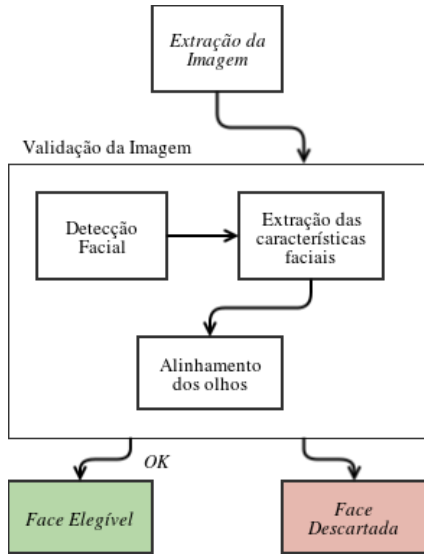 Extração da
Imagem
Validação da Imagem
Detecção
Facial
Extração das
características
faciais
Alinhamento
dos olhos
OK
Face Elegível
Face
Descartada